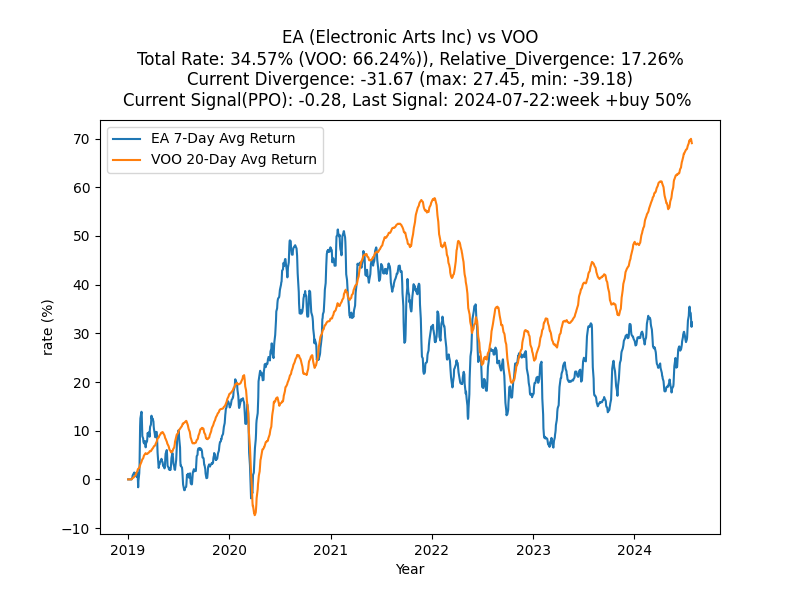 EA (Electronic Arts Inc) vs VOO
Total Rate: 34.57% (VOO: 66.24%)), Relative_Divergence: 17.26%
Current Divergence: -31.67 (max: 27.45, min: -39.18)
Current Signal(PPO): -0.28, Last Signal: 2024-07-22:week +buy 50%
EA 7-Day Avg Return
VOO 20-Day Avg Return
70
60
50
40
30
20
10
0
−10
rate (%)
2019 2020 2021 2022 2023 2024
Year